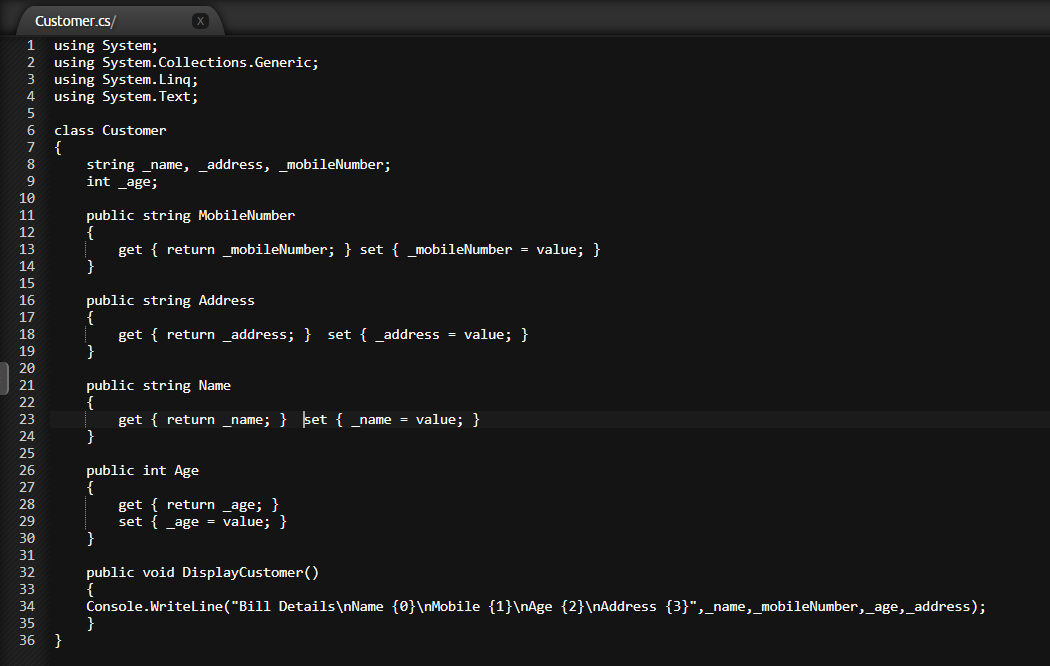 Customer.cs/ x
1 using System;
2 using System.Collections.Generic;
3 using System.Linq;
4 using System.Text;
5
6 class Customer
7 {
8     string _name, _address, _mobileNumber;
9     int _age;
10
11     public string MobileNumber
12     {
13         get { return _mobileNumber; } set { _mobileNumber = value; }
14     }
15
16     public string Address
17     {
18         get { return _address; }  set { _address = value; }
19     }
20
21     public string Name
22     {
23         get { return _name; }  set { _name = value; }
24     }
25
26     public int Age
27     {
28         get { return _age; }
29         set { _age = value; }
30     }
31
32     public void DisplayCustomer()
33     {
34     Console.WriteLine("Bill Details\nName {0}\nMobile {1}\nAge {2}\nAddress {3}",_name,_mobileNumber,_age,_address);
35     }
36 }